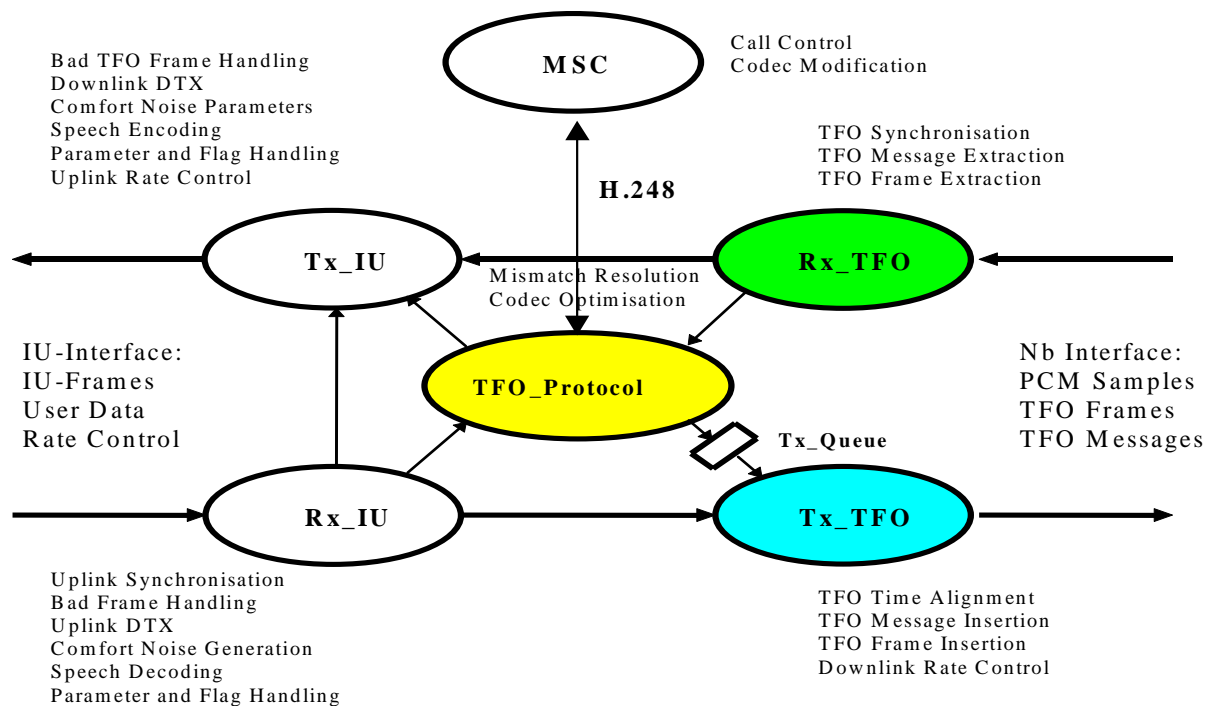 Bad TFO Frame Handling
Downlink DTX
Comfort Noise Parameters
Speech Encoding
Parameter and Flag Handling
Uplink Rate Control
MSC
Call Control
Codec Modification
TFO Synchronisation
TFO Message Extraction
TFO Frame Extraction
H.248
Tx_IU
Rx_TFO
Mismatch Resolution
Codec Optimisation
IU-Interface:
IU-Frames
User Data
Rate Control
TFO_Protocol
Nb Interface:
PCM Samples
TFO Frames
TFO Messages
Tx_Queue
Rx_IU
Tx_TFO
Uplink Synchronisation
Bad Frame Handling
Uplink DTX
Comfort Noise Generation
Speech Decoding
Parameter and Flag Handling
TFO Time Alignment
TFO Message Insertion
TFO Frame Insertion
Downlink Rate Control